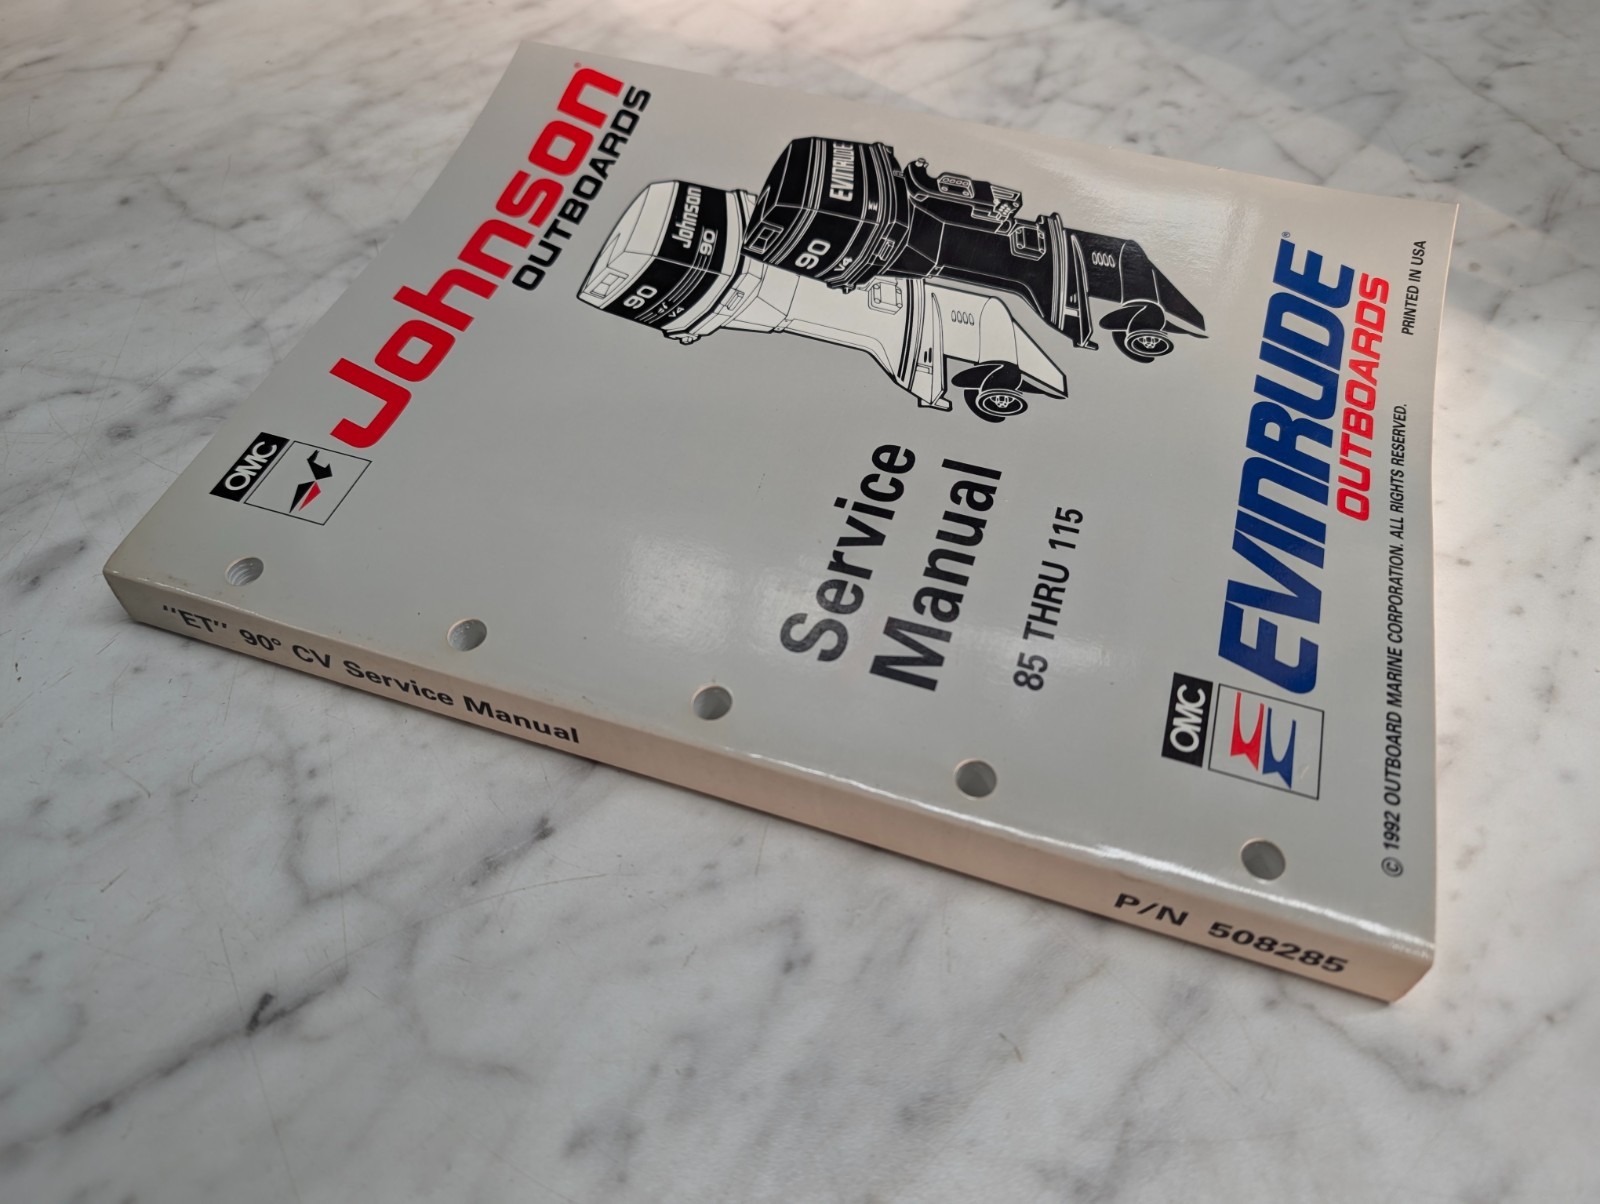 Johnson®
OUTBOARDS
OMC
EVINRUDE
90
V4
Johnson
90
90
V4
Service
Manual
85 THRU 115
OMC
EVINRUDE®
OUTBOARDS
© 1992 OUTBOARD MARINE CORPORATION. ALL RIGHTS RESERVED. PRINTED IN USA
"ET" 90° CV Service Manual P/N 508285